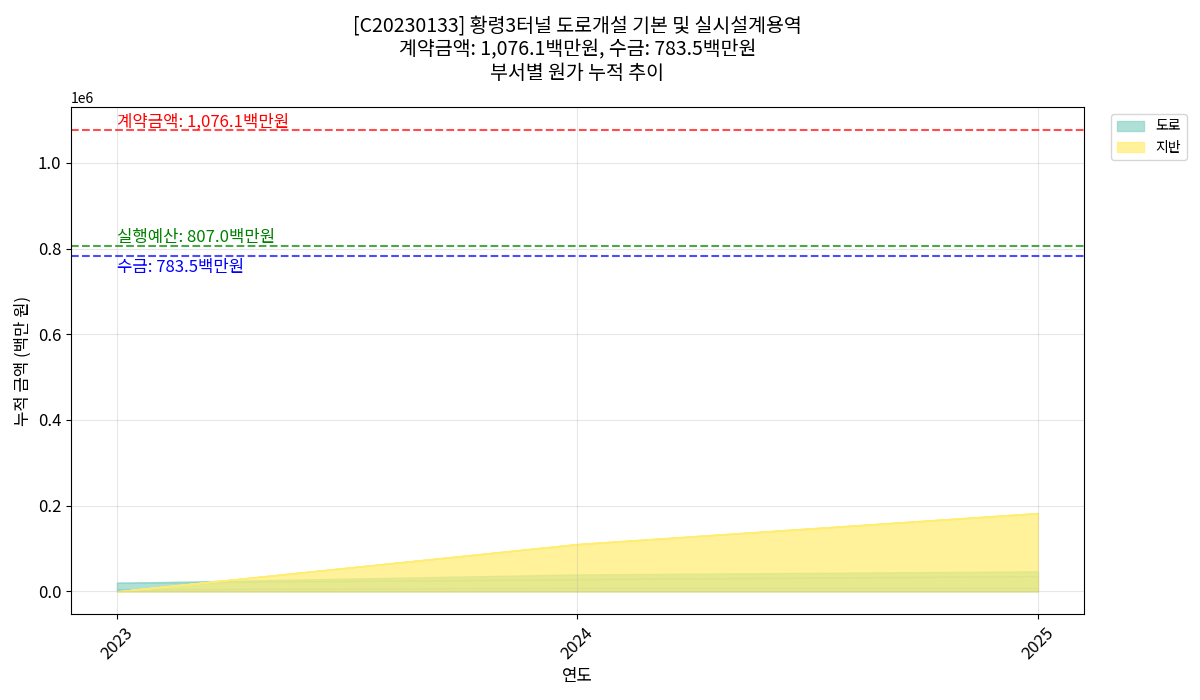 [C20230133] 황령3터널 도로개설 기본 및 실시설계용역
계약금액: 1,076.1백만원, 수금: 783.5백만원
부서별 원가 누적 추이
1e6
계약금액: 1,076.1백만원
도로
지반
1.0
실행예산: 807.0백만원
0.8
수금: 783.5백만원
누적 금액 (백만 원)
0.6
0.4
0.2
0.0
2023
2024
2025
연도